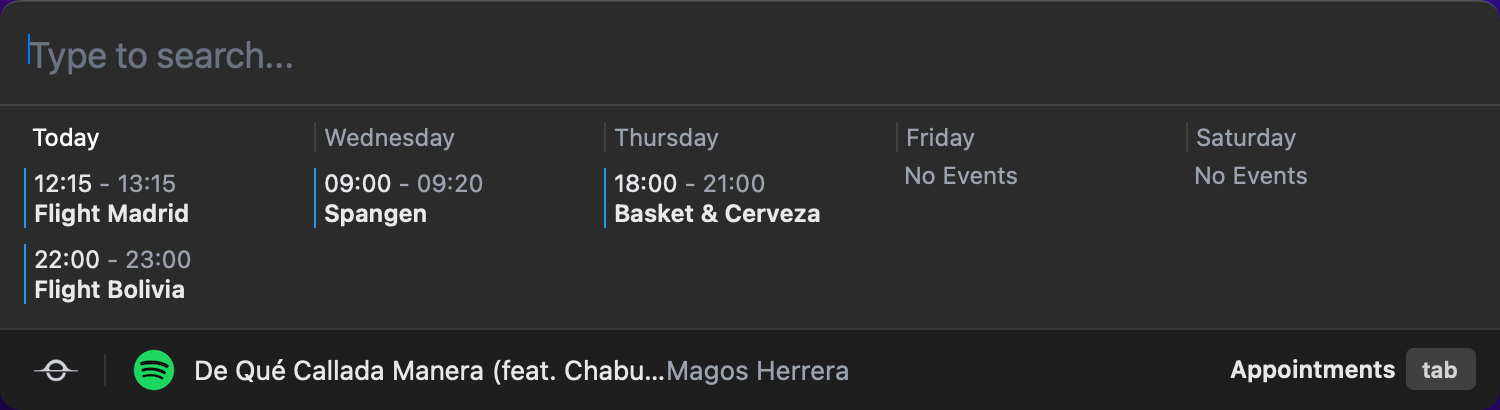 Type to search...
Today
12:15 - 13:15
Flight Madrid
22:00 - 23:00
Flight Bolivia
Wednesday
09:00 - 09:20
Spangen
Thursday
18:00 - 21:00
Basket & Cerveza
Friday
No Events
Saturday
No Events
De Qué Callada Manera (feat. Chabu...Magos Herrera
Appointments tab